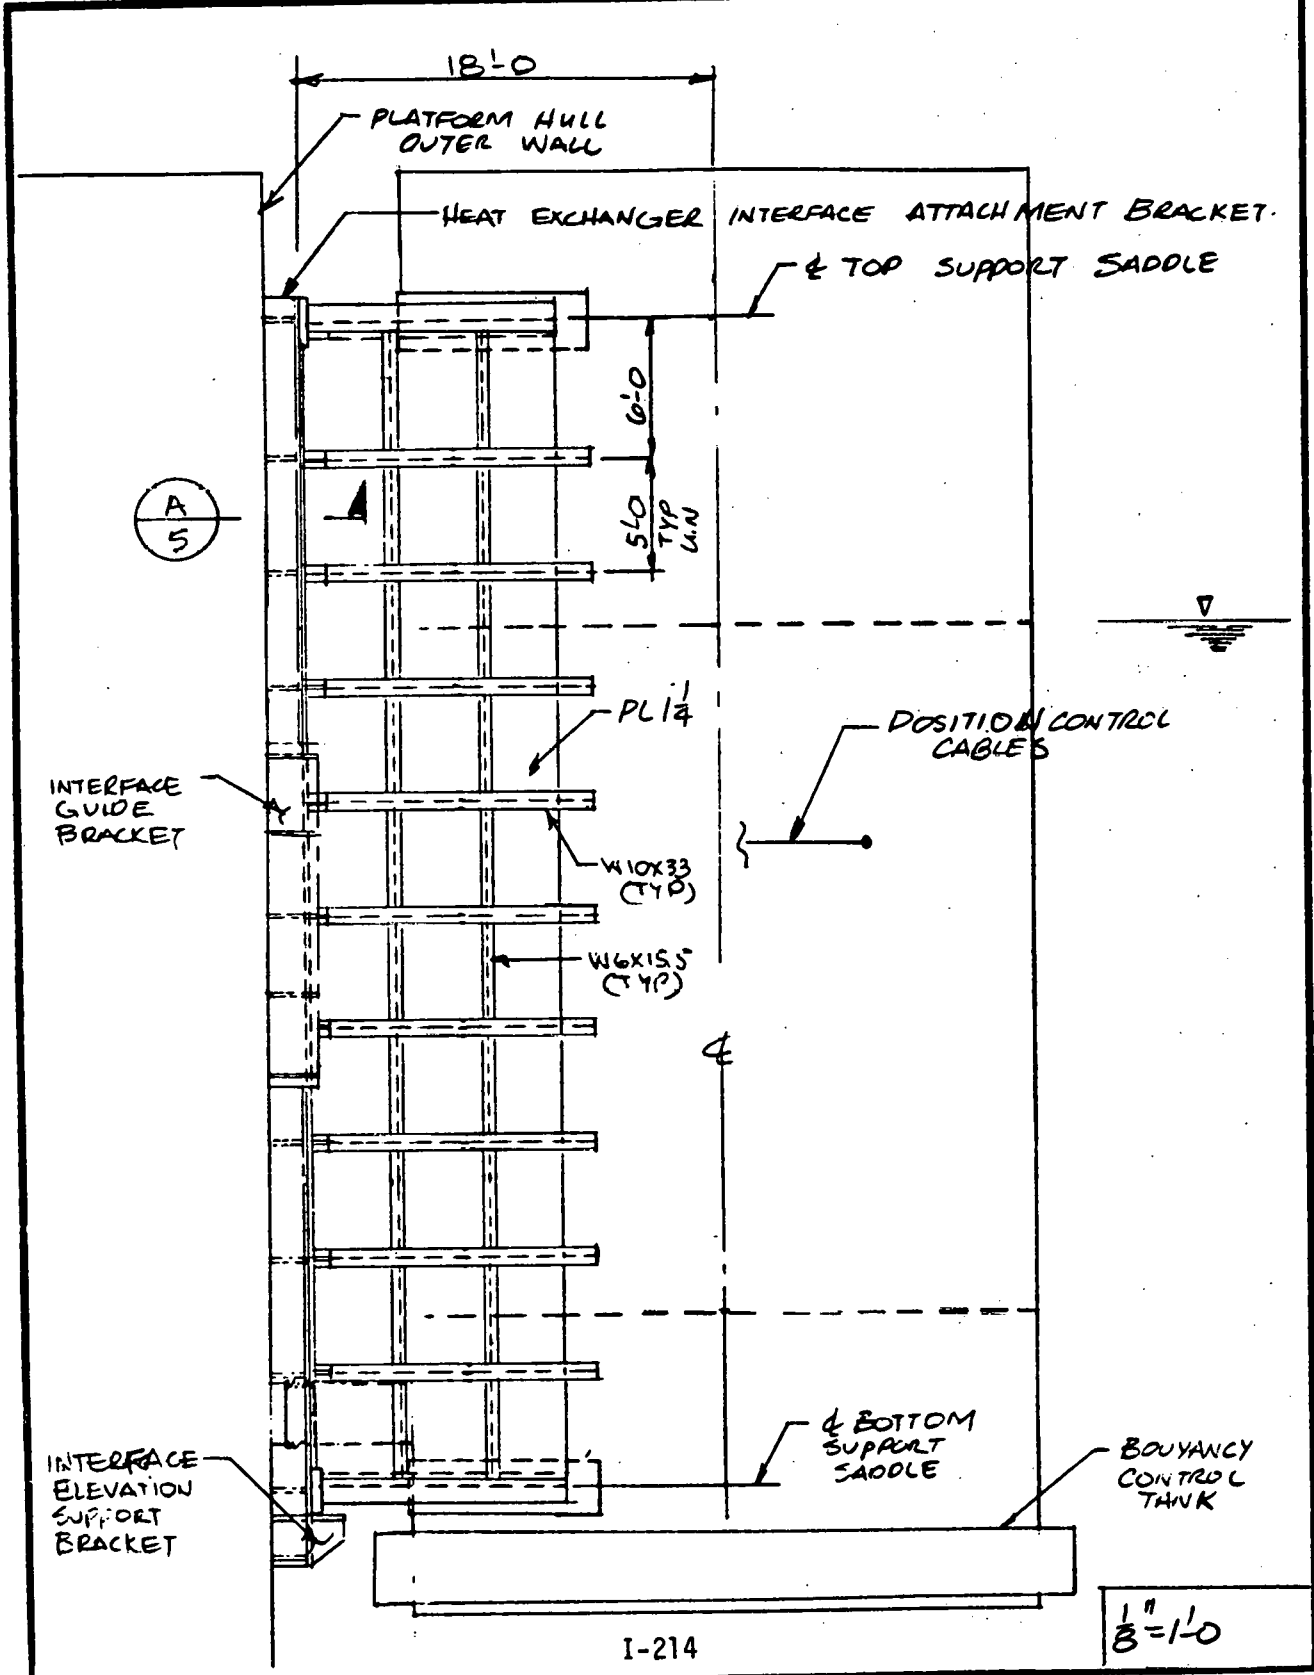 18'-0
PLATFORM HULL
OUTER WALL
HEAT EXCHANGER INTERFACE ATTACHMENT BRACKET.
℄ TOP SUPPORT SADDLE
6'-0
A
5
5'-0
TYP
U.N
PL 1 1/4
POSITION CONTROL
CABLES
INTERFACE
GUIDE
BRACKET
W10X33
(TYP)
W6X15.5
(TYP)
℄
℄ BOTTOM
SUPPORT
SADDLE
BOUYANCY
CONTROL
TANK
INTERFACE
ELEVATION
SUPPORT
BRACKET
1/8" = 1'-0
I-214